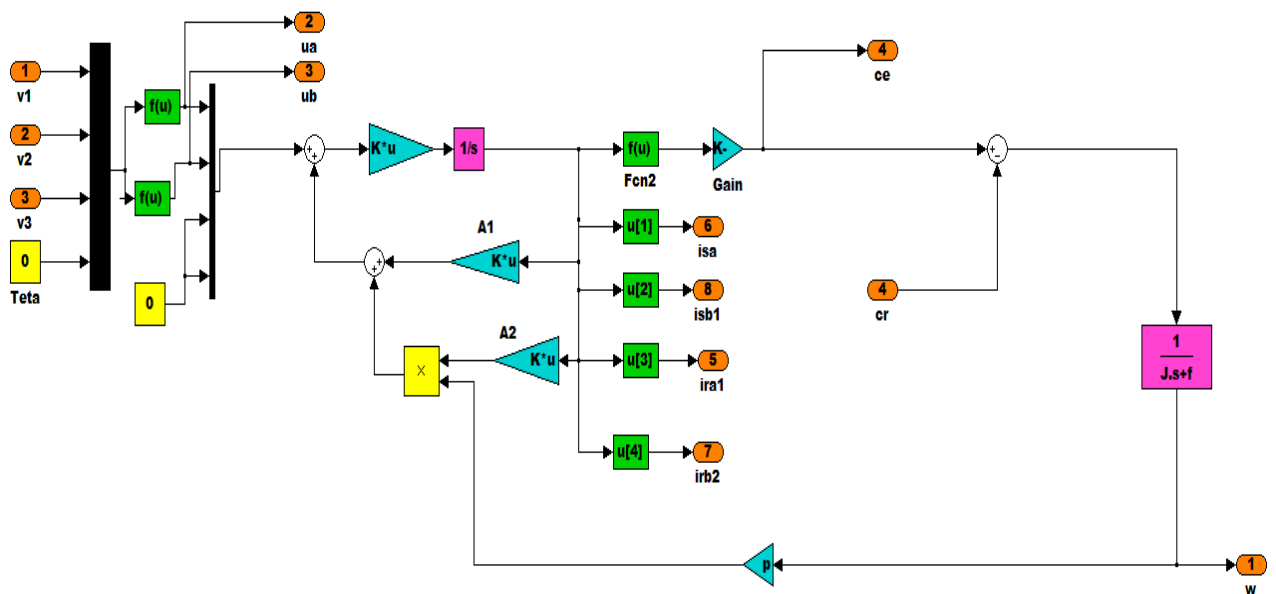 2
ua
3
ub
1
v1
2
v2
3
v3
0
Teta
f(u)
f(u)
0
+
+
K*u
1/s
f(u)
Fcn2
K-
Gain
4
ce
+
−
u[1]
6
isa
A1
K*u
+
+
u[2]
8
isb1
4
cr
A2
K*u
×
u[3]
5
ira1
1
J.s+f
u[4]
7
irb2
p
1
w